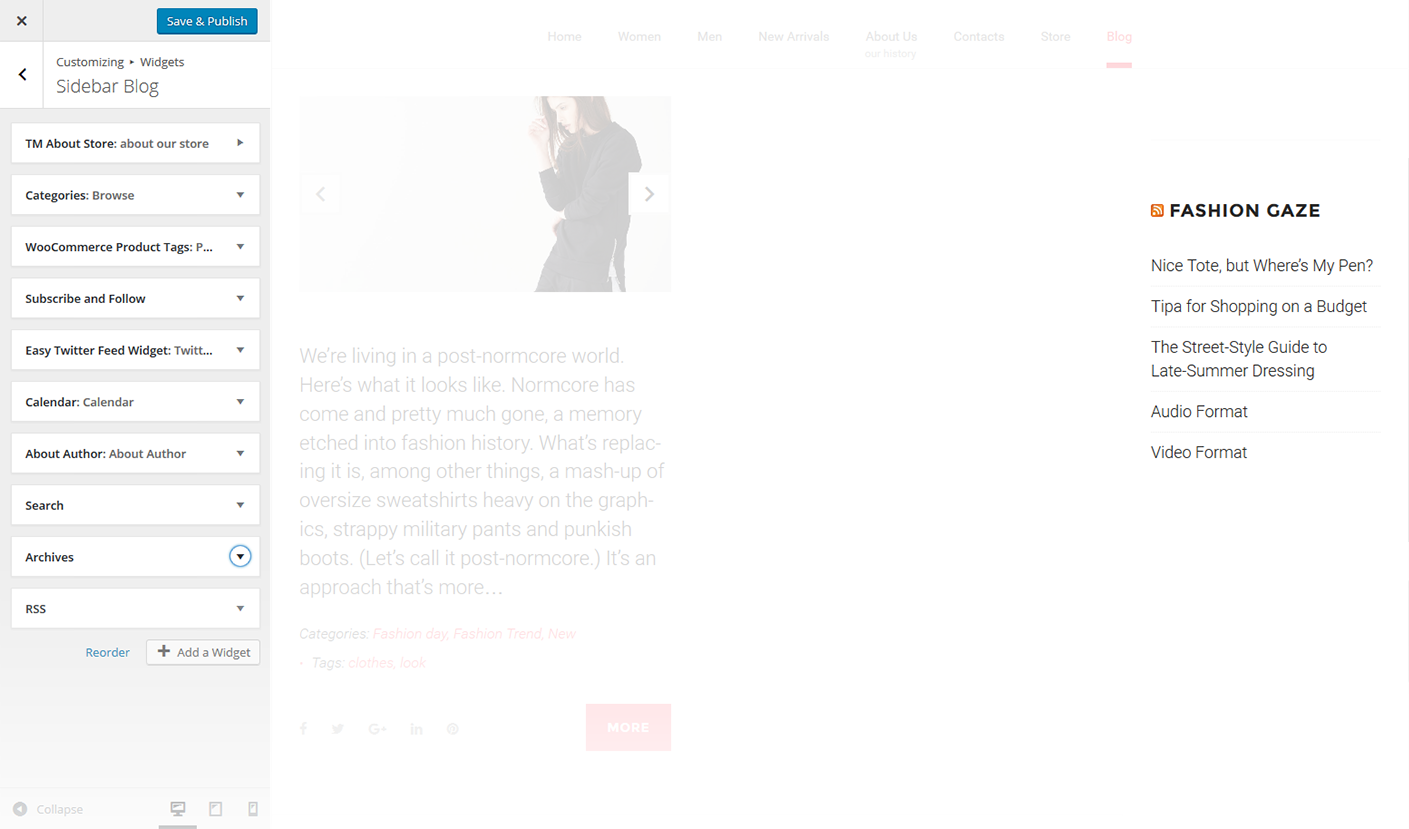 Save & Publish
Customizing ▸ Widgets
Sidebar Blog
TM About Store: about our store
Categories: Browse
WooCommerce Product Tags: P...
Subscribe and Follow
Easy Twitter Feed Widget: Twitt...
Calendar: Calendar
About Author: About Author
Search
Archives
RSS
Reorder
Add a Widget
Collapse
Home Women Men New Arrivals About Us Contacts Store Blog
our history
We’re living in a post-normcore world.
Here’s what it looks like. Normcore has
come and pretty much gone, a memory
etched into fashion history. What’s replac-
ing it is, among other things, a mash-up of
oversize sweatshirts heavy on the graph-
ics, strappy military pants and punkish
boots. (Let’s call it post-normcore.) It’s an
approach that’s more…
Categories: Fashion day, Fashion Trend, New
· Tags: clothes, look
MORE
FASHION GAZE
Nice Tote, but Where’s My Pen?
Tipa for Shopping on a Budget
The Street-Style Guide to
Late-Summer Dressing
Audio Format
Video Format